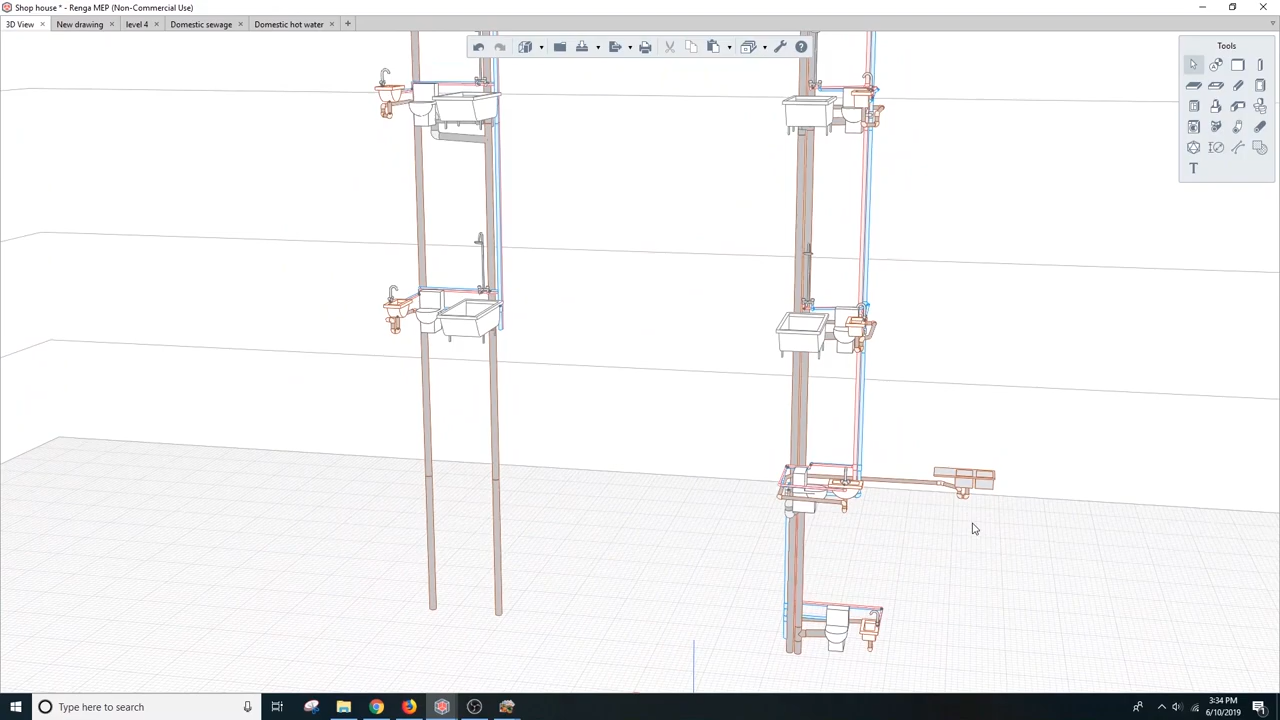 Shop house * - Renga MEP (Non-Commercial Use)
3D View
New drawing
level 4
Domestic sewage
Domestic hot water
Tools
Type here to search
3:34 PM
6/10/2019